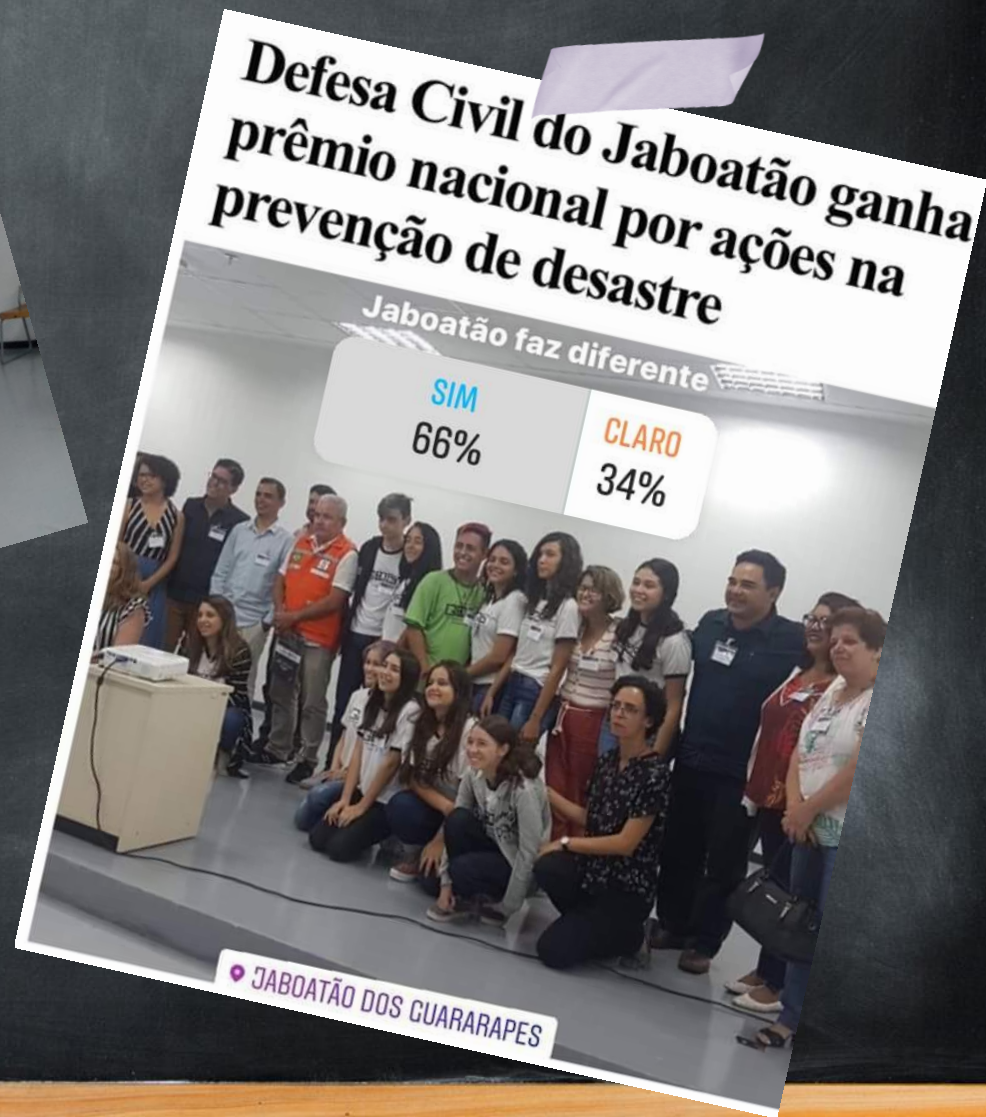 Defesa Civil do Jaboatão ganha
prêmio nacional por ações na
prevenção de desastre
Jaboatão faz diferente
SIM
66%
CLARO
34%
JABOATÃO DOS GUARARAPES